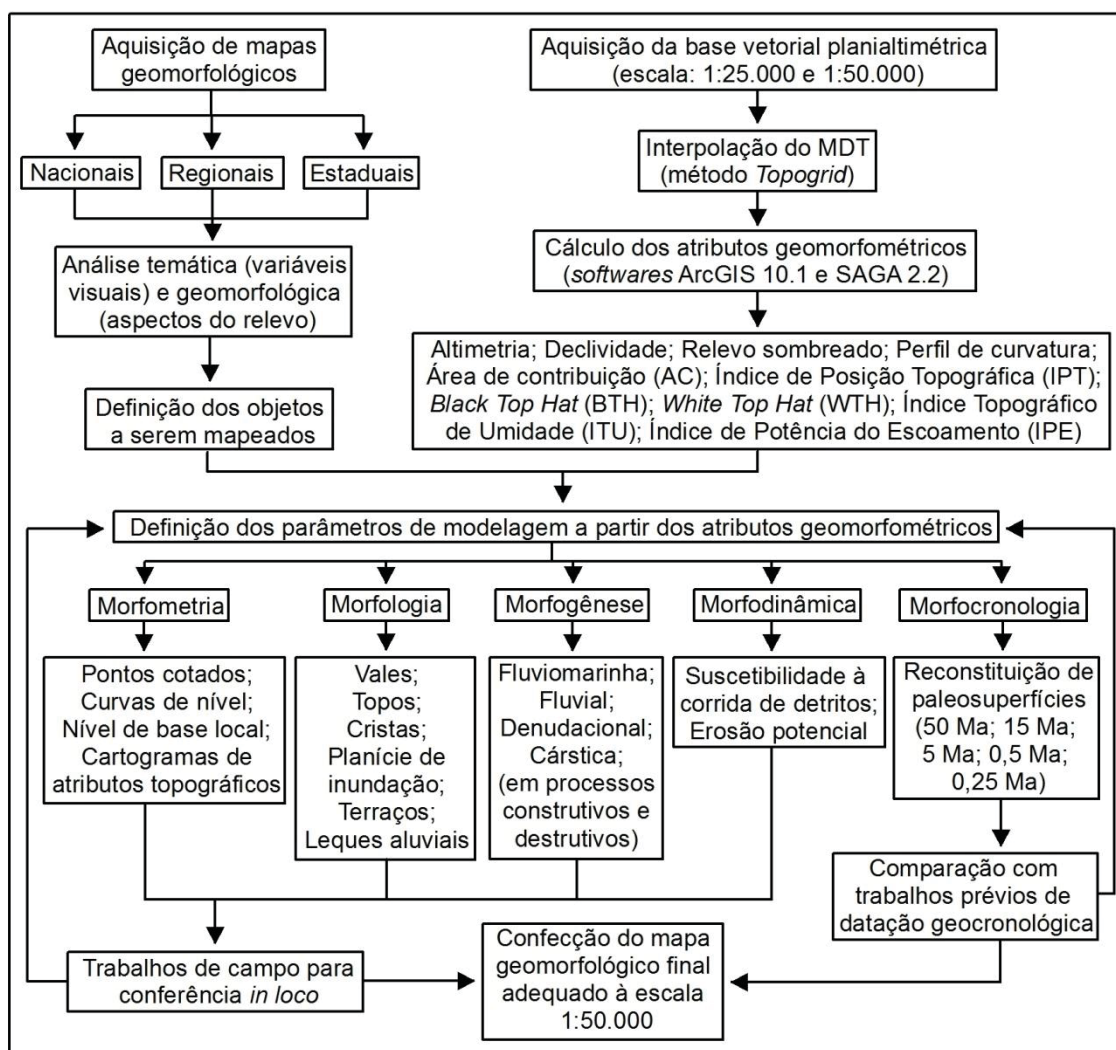 Aquisição de mapas
geomorfológicos
Aquisição da base vetorial planialtimétrica
(escala: 1:25.000 e 1:50.000)
Nacionais
Regionais
Estaduais
Interpolação do MDT
(método Topogrid)
Análise temática (variáveis
visuais) e geomorfológica
(aspectos do relevo)
Cálculo dos atributos geomorfométricos
(softwares ArcGIS 10.1 e SAGA 2.2)
Definição dos objetos
a serem mapeados
Altimetria; Declividade; Relevo sombreado; Perfil de curvatura;
Área de contribuição (AC); Índice de Posição Topográfica (IPT);
Black Top Hat (BTH); White Top Hat (WTH); Índice Topográfico
de Umidade (ITU); Índice de Potência do Escoamento (IPE)
Definição dos parâmetros de modelagem a partir dos atributos geomorfométricos
Morfometria
Morfologia
Morfogênese
Morfodinâmica
Morfocronologia
Pontos cotados;
Curvas de nível;
Nível de base local;
Cartogramas de
atributos topográficos
Vales;
Topos;
Cristas;
Planície de
inundação;
Terraços;
Leques aluviais
Fluviomarinha;
Fluvial;
Denudacional;
Cárstica;
(em processos
construtivos e
destrutivos)
Suscetibilidade à
corrida de detritos;
Erosão potencial
Reconstituição de
paleosuperfícies
(50 Ma; 15 Ma;
5 Ma; 0,5 Ma;
0,25 Ma)
Comparação com
trabalhos prévios de
datação geocronológica
Trabalhos de campo para
conferência in loco
Confecção do mapa
geomorfológico final
adequado à escala
1:50.000